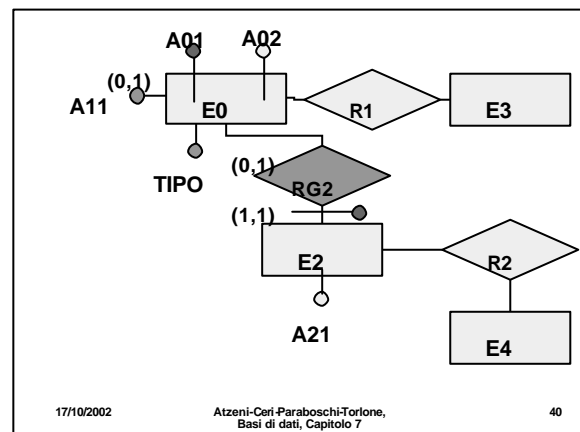 A01 A02
(0,1)
A11 E0 R1 E3
TIPO
(0,1)
RG2
(1,1)
E2 R2
A21
E4
17/10/2002 Atzeni-Ceri-Paraboschi-Torlone, 40
Basi di dati, Capitolo 7